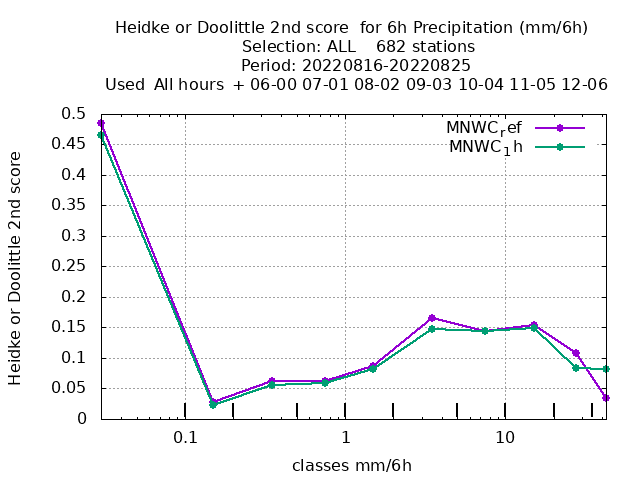 Heidke or Doolittle 2nd score  for 6h Precipitation (mm/6h)
Selection: ALL    682 stations
Period: 20220816-20220825
Used  All hours  + 06-00 07-01 08-02 09-03 10-04 11-05 12-06
0.5
0.45
0.4
0.35
0.3
0.25
0.2
0.15
0.1
0.05
0
Heidke or Doolittle 2nd score
MNWCref
MNWC1h
0.1 1 10
classes mm/6h